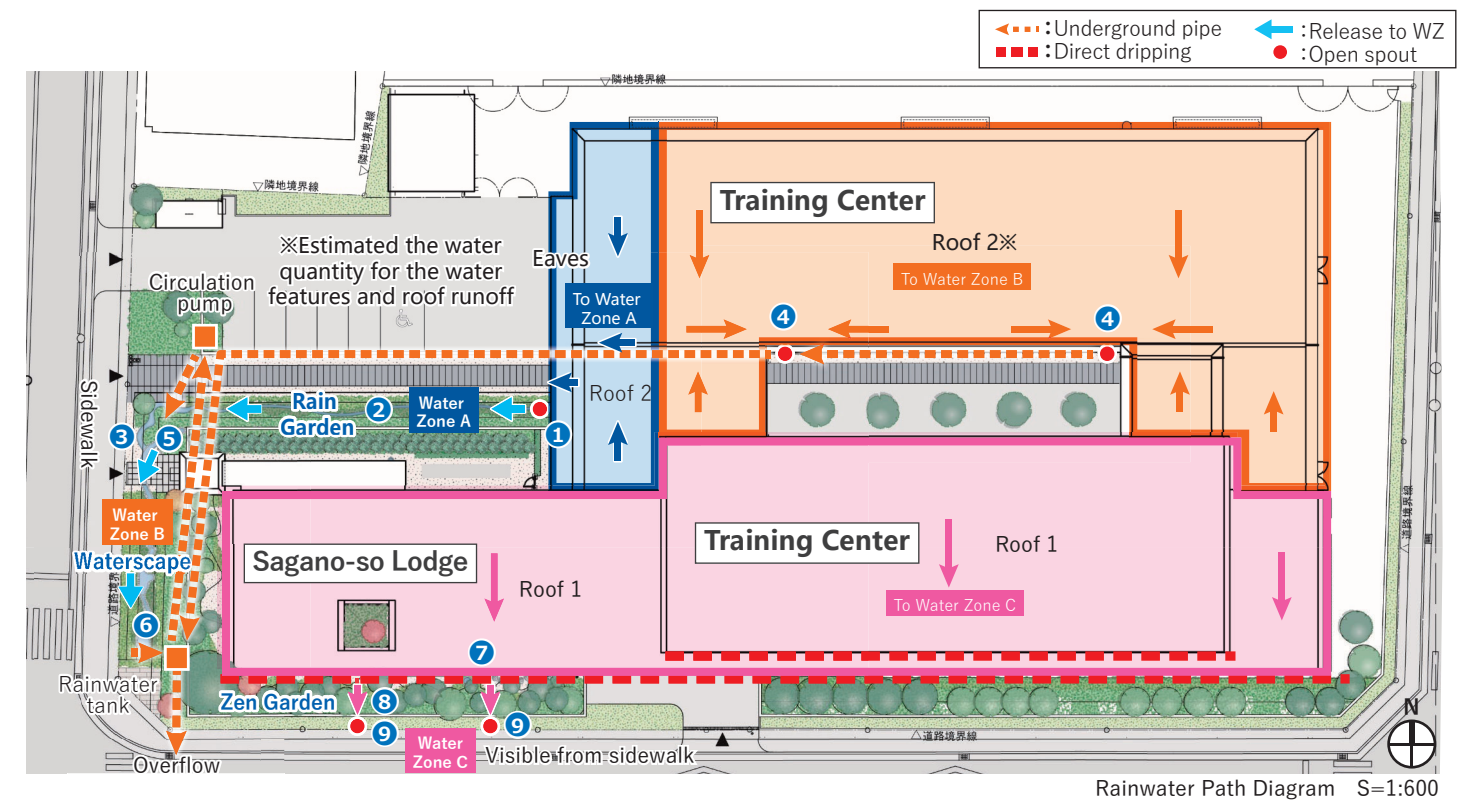 :Underground pipe
:Release to WZ
:Direct dripping
:Open spout
▽隣地境界線
▽隣地境界線
▽隣地境界線
▽隣地境界線
Training Center
Roof 2※
To Water Zone B
※Estimated the water
quantity for the water
features and roof runoff
Eaves
Circulation
pump
To Water
Zone A
4
4
Roof 2
Sidewalk
Rain
Garden
2
Water
Zone A
1
3
5
Water
Zone B
Waterscape
△道路境界線
▽道路境界線
6
Sagano-so Lodge
Roof 1
Training Center
Roof 1
To Water Zone C
7
Rainwater
tank
Zen Garden
8
9
9
Water
Zone C
Visible from sidewalk
△道路境界線
N
Overflow
Rainwater Path Diagram S=1:600